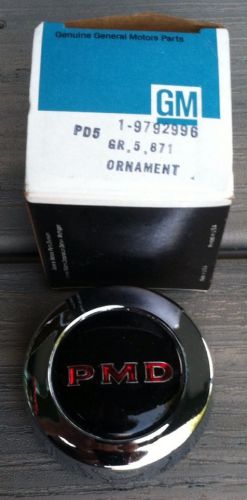 Genuine General Motors Parts
GM
PD5 1-9792996
GR.5.871
ORNAMENT
PMD